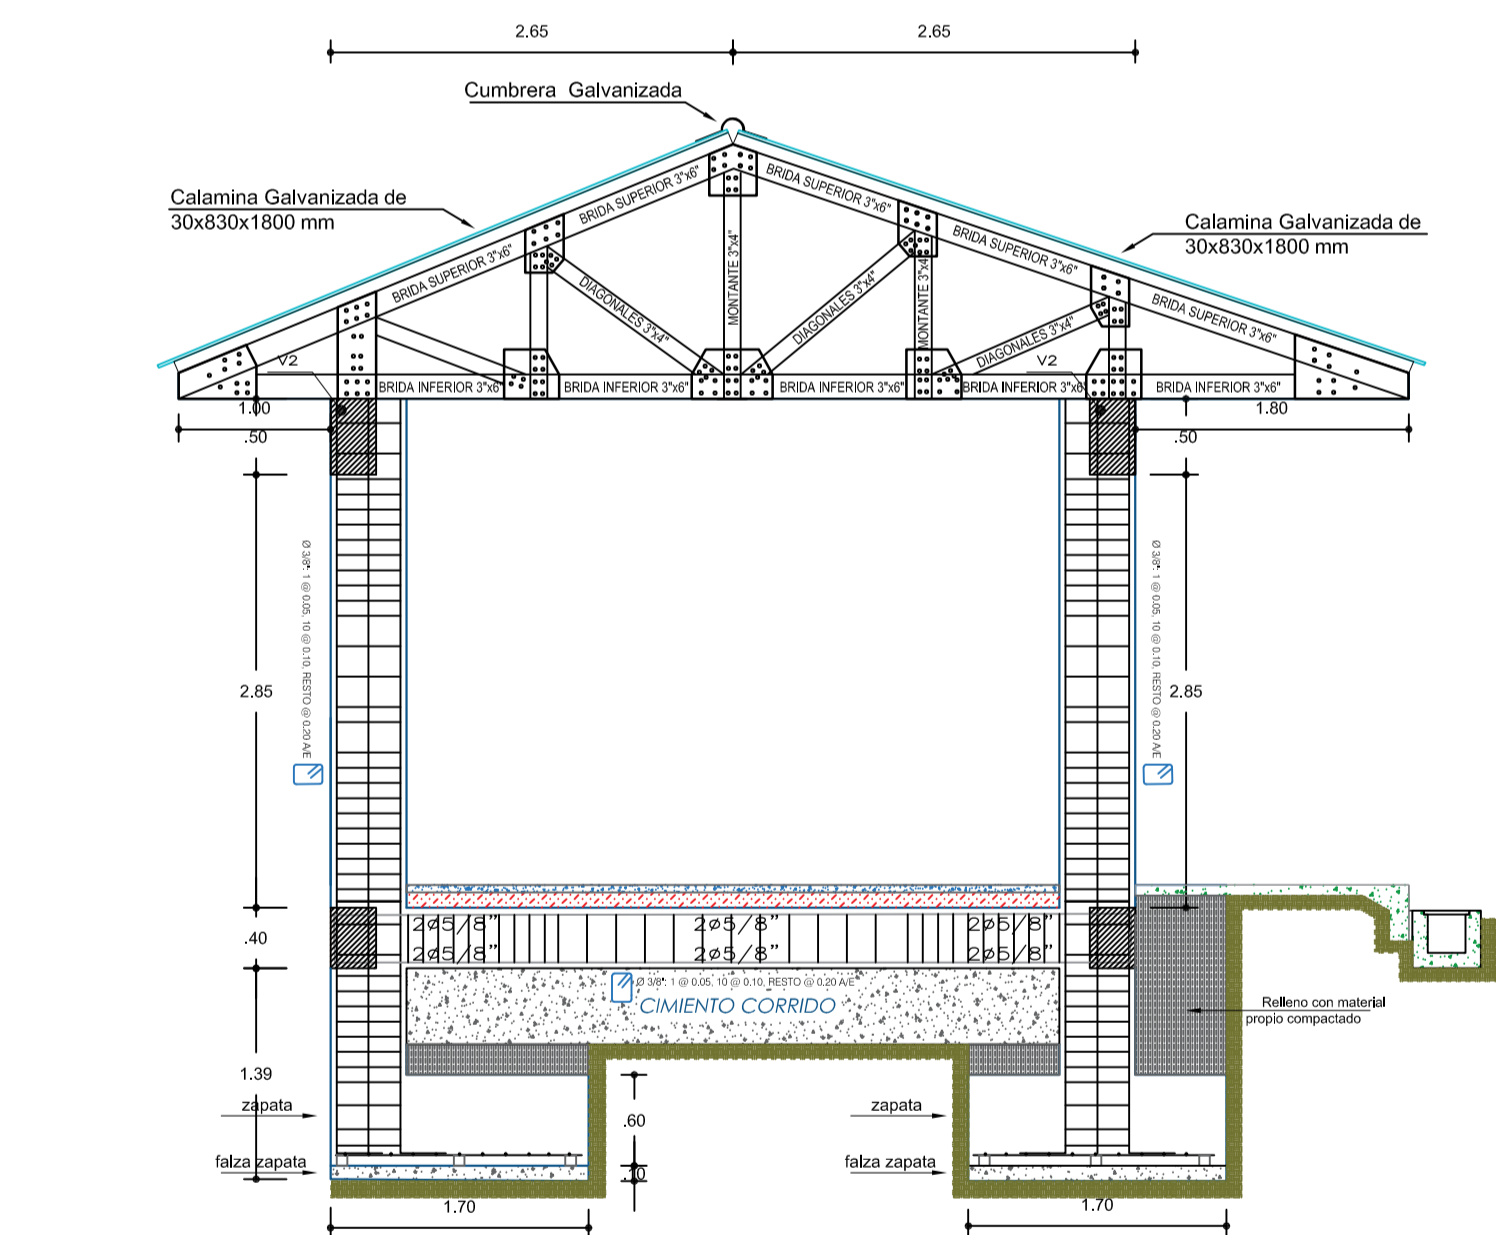 2.65
2.65
Cumbrera Galvanizada
Calamina Galvanizada de
30x830x1800 mm
Calamina Galvanizada de
30x830x1800 mm
BRIDA SUPERIOR 3"x6"
BRIDA SUPERIOR 3"x6"
BRIDA SUPERIOR 3"x6"
BRIDA SUPERIOR 3"x6"
BRIDA SUPERIOR 3"x6"
MONTANTE 3"x4"
MONTANTE 3"x4"
DIAGONALES 3"x4"
DIAGONALES 3"x4"
DIAGONALES 3"x4"
V2
V2
BRIDA INFERIOR 3"x6"
BRIDA INFERIOR 3"x6"
BRIDA INFERIOR 3"x6"
BRIDA INFERIOR 3"x6"
BRIDA INFERIOR 3"x6"
1.00
1.80
.50
.50
Ø 3/8": 1 @ 0.05, 10 @ 0.10, RESTO @ 0.20 A/E
Ø 3/8": 1 @ 0.05, 10 @ 0.10, RESTO @ 0.20 A/E
2.85
2.85
2ø5/8"
2ø5/8"
2ø5/8"
.40
2ø5/8"
2ø5/8"
2ø5/8"
Ø 3/8": 1 @ 0.05, 10 @ 0.10, RESTO @ 0.20 A/E
CIMIENTO CORRIDO
Relleno con material
propio compactado
1.39
zapata
.60
zapata
falza zapata
.10
falza zapata
1.70
1.70